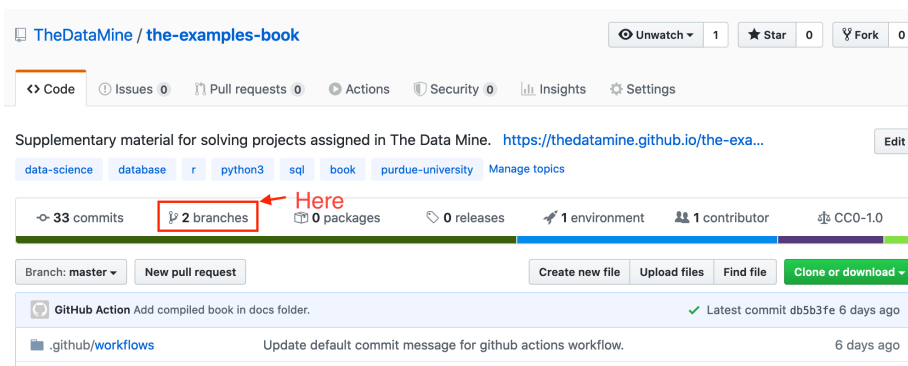 TheDataMine / the-examples-book Unwatch 1 Star 0 Fork 0
<> Code Issues 0 Pull requests 0 Actions Security 0 Insights Settings
Supplementary material for solving projects assigned in The Data Mine. https://thedatamine.github.io/the-exa... Edit
data-science database r python3 sql book purdue-university Manage topics
Here
33 commits 2 branches 0 packages 0 releases 1 environment 1 contributor CC0-1.0
Branch: master New pull request Create new file Upload files Find file Clone or download
GitHub Action Add compiled book in docs folder. Latest commit db5b3fe 6 days ago
.github/workflows Update default commit message for github actions workflow. 6 days ago